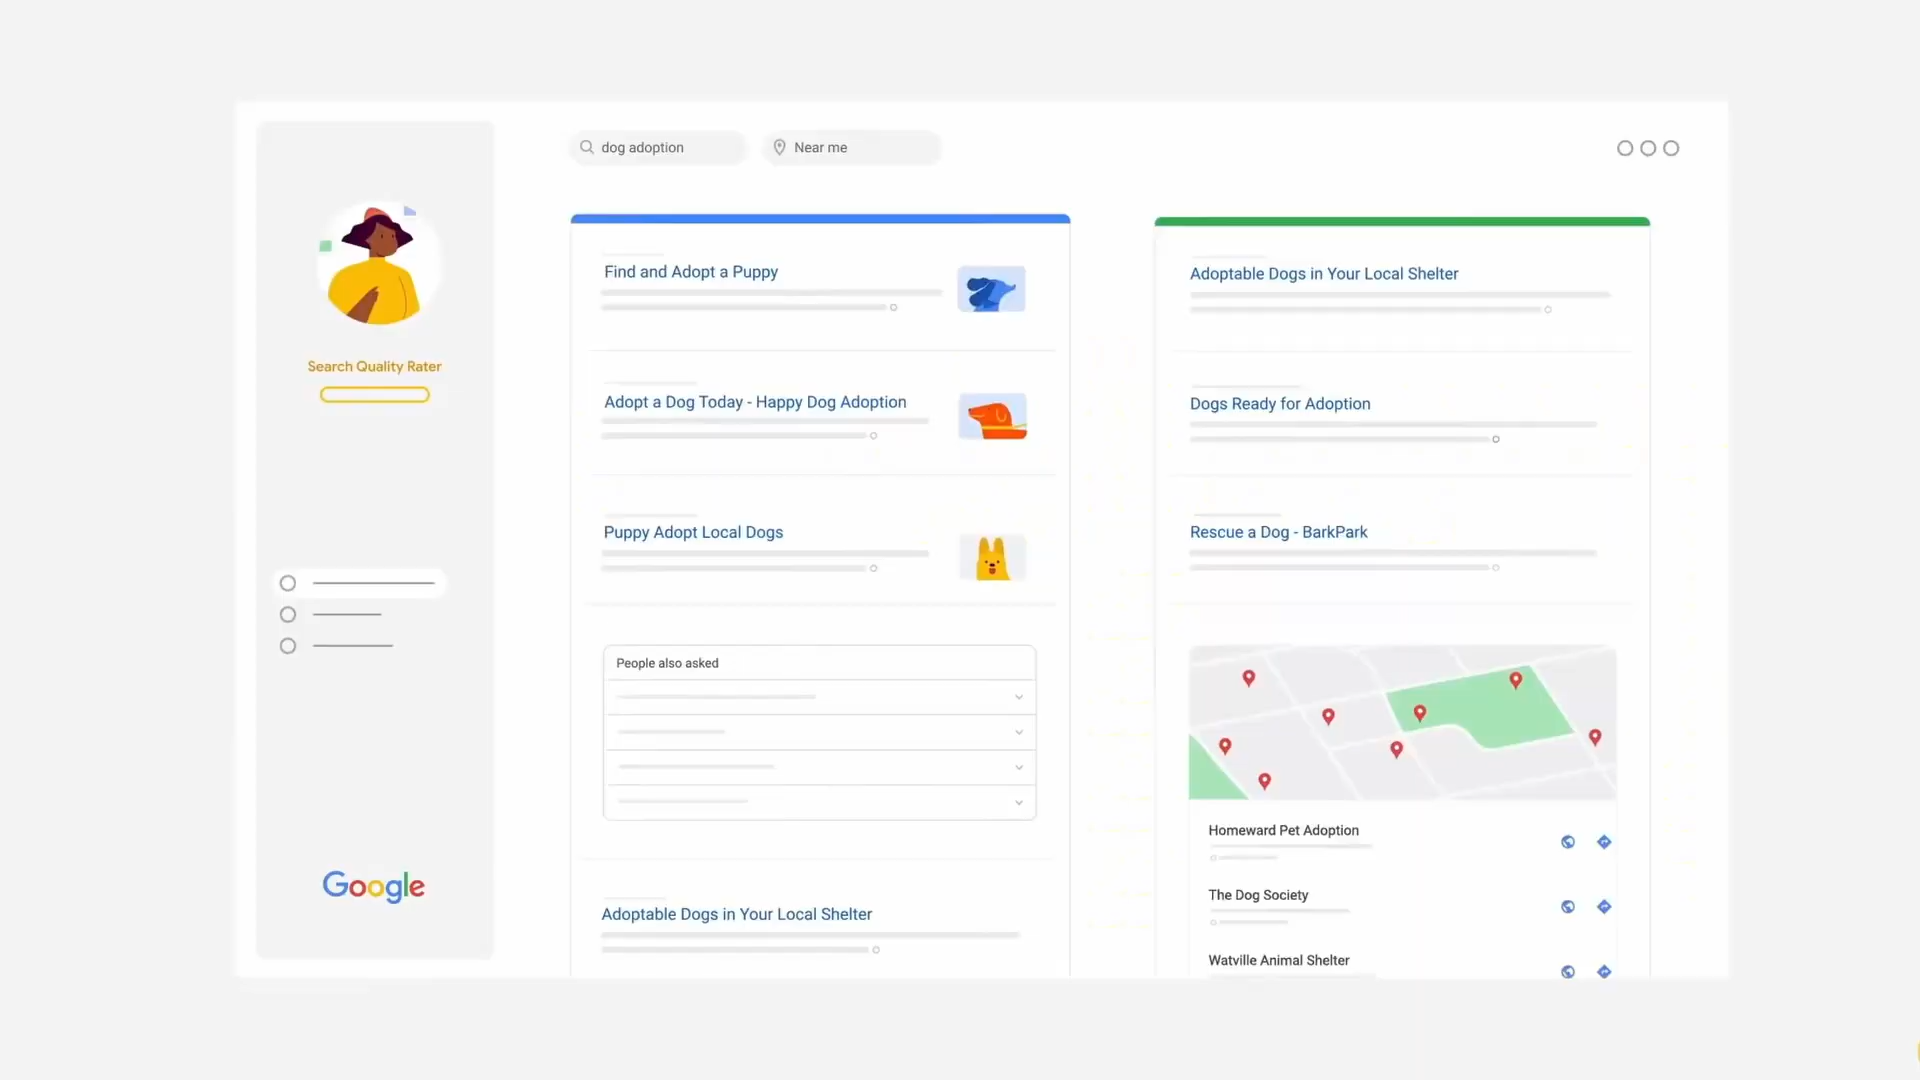 dog adoption
Near me
Search Quality Rater
Google
Find and Adopt a Puppy
Adopt a Dog Today - Happy Dog Adoption
Puppy Adopt Local Dogs
People also asked
Adoptable Dogs in Your Local Shelter
Adoptable Dogs in Your Local Shelter
Dogs Ready for Adoption
Rescue a Dog - BarkPark
Homeward Pet Adoption
The Dog Society
Watville Animal Shelter